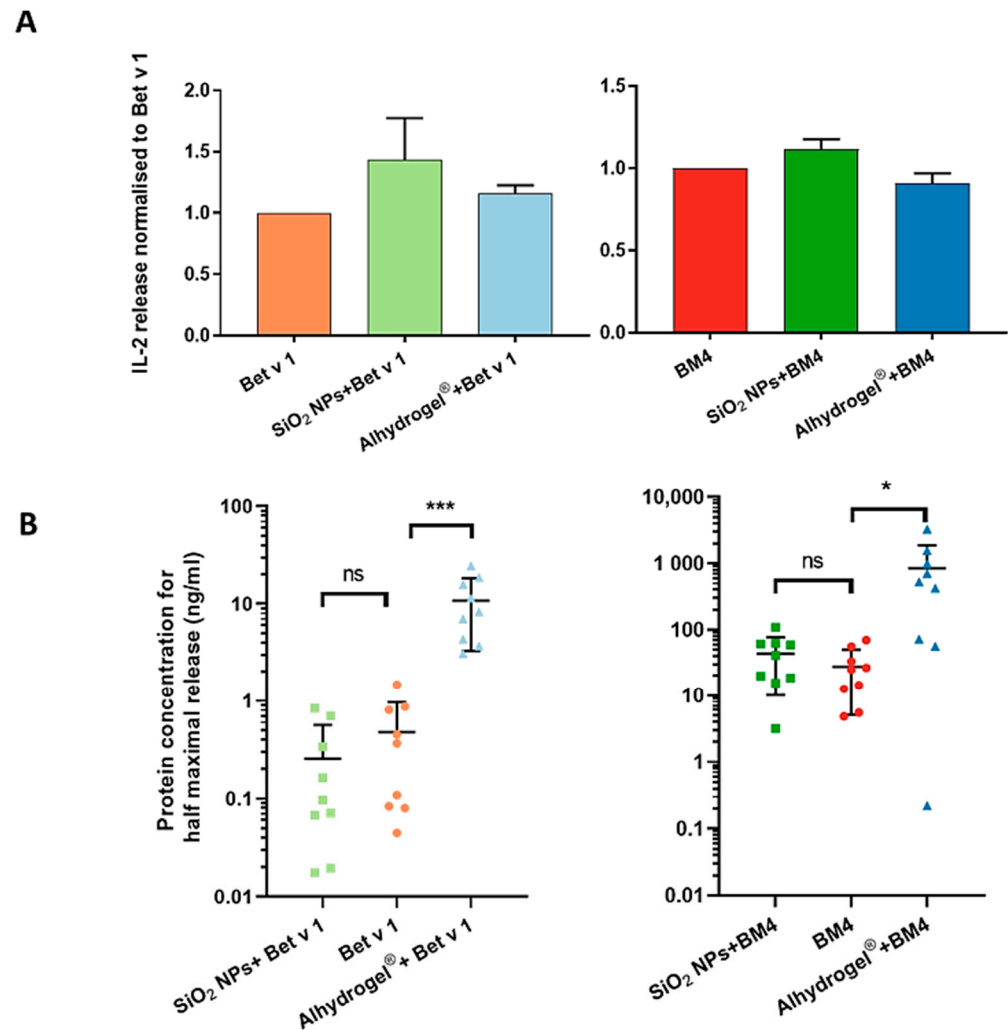 A
IL-2 release normalised to Bet v 1
2.0
1.5
1.0
0.5
0.0
Bet v 1
SiO₂ NPs+Bet v 1
Alhydrogel®+Bet v 1
1.5
1.0
0.5
0.0
BM4
SiO₂ NPs+BM4
Alhydrogel®+BM4
B
Protein concentration for
half maximal release (ng/ml)
100
10
1
0.1
0.01
ns
***
SiO₂ NPs+ Bet v 1
Bet v 1
Alhydrogel®+ Bet v 1
10,000
1 000
100
10
1
0.1
0.01
ns
*
SiO₂ NPs+BM4
BM4
Alhydrogel®+BM4